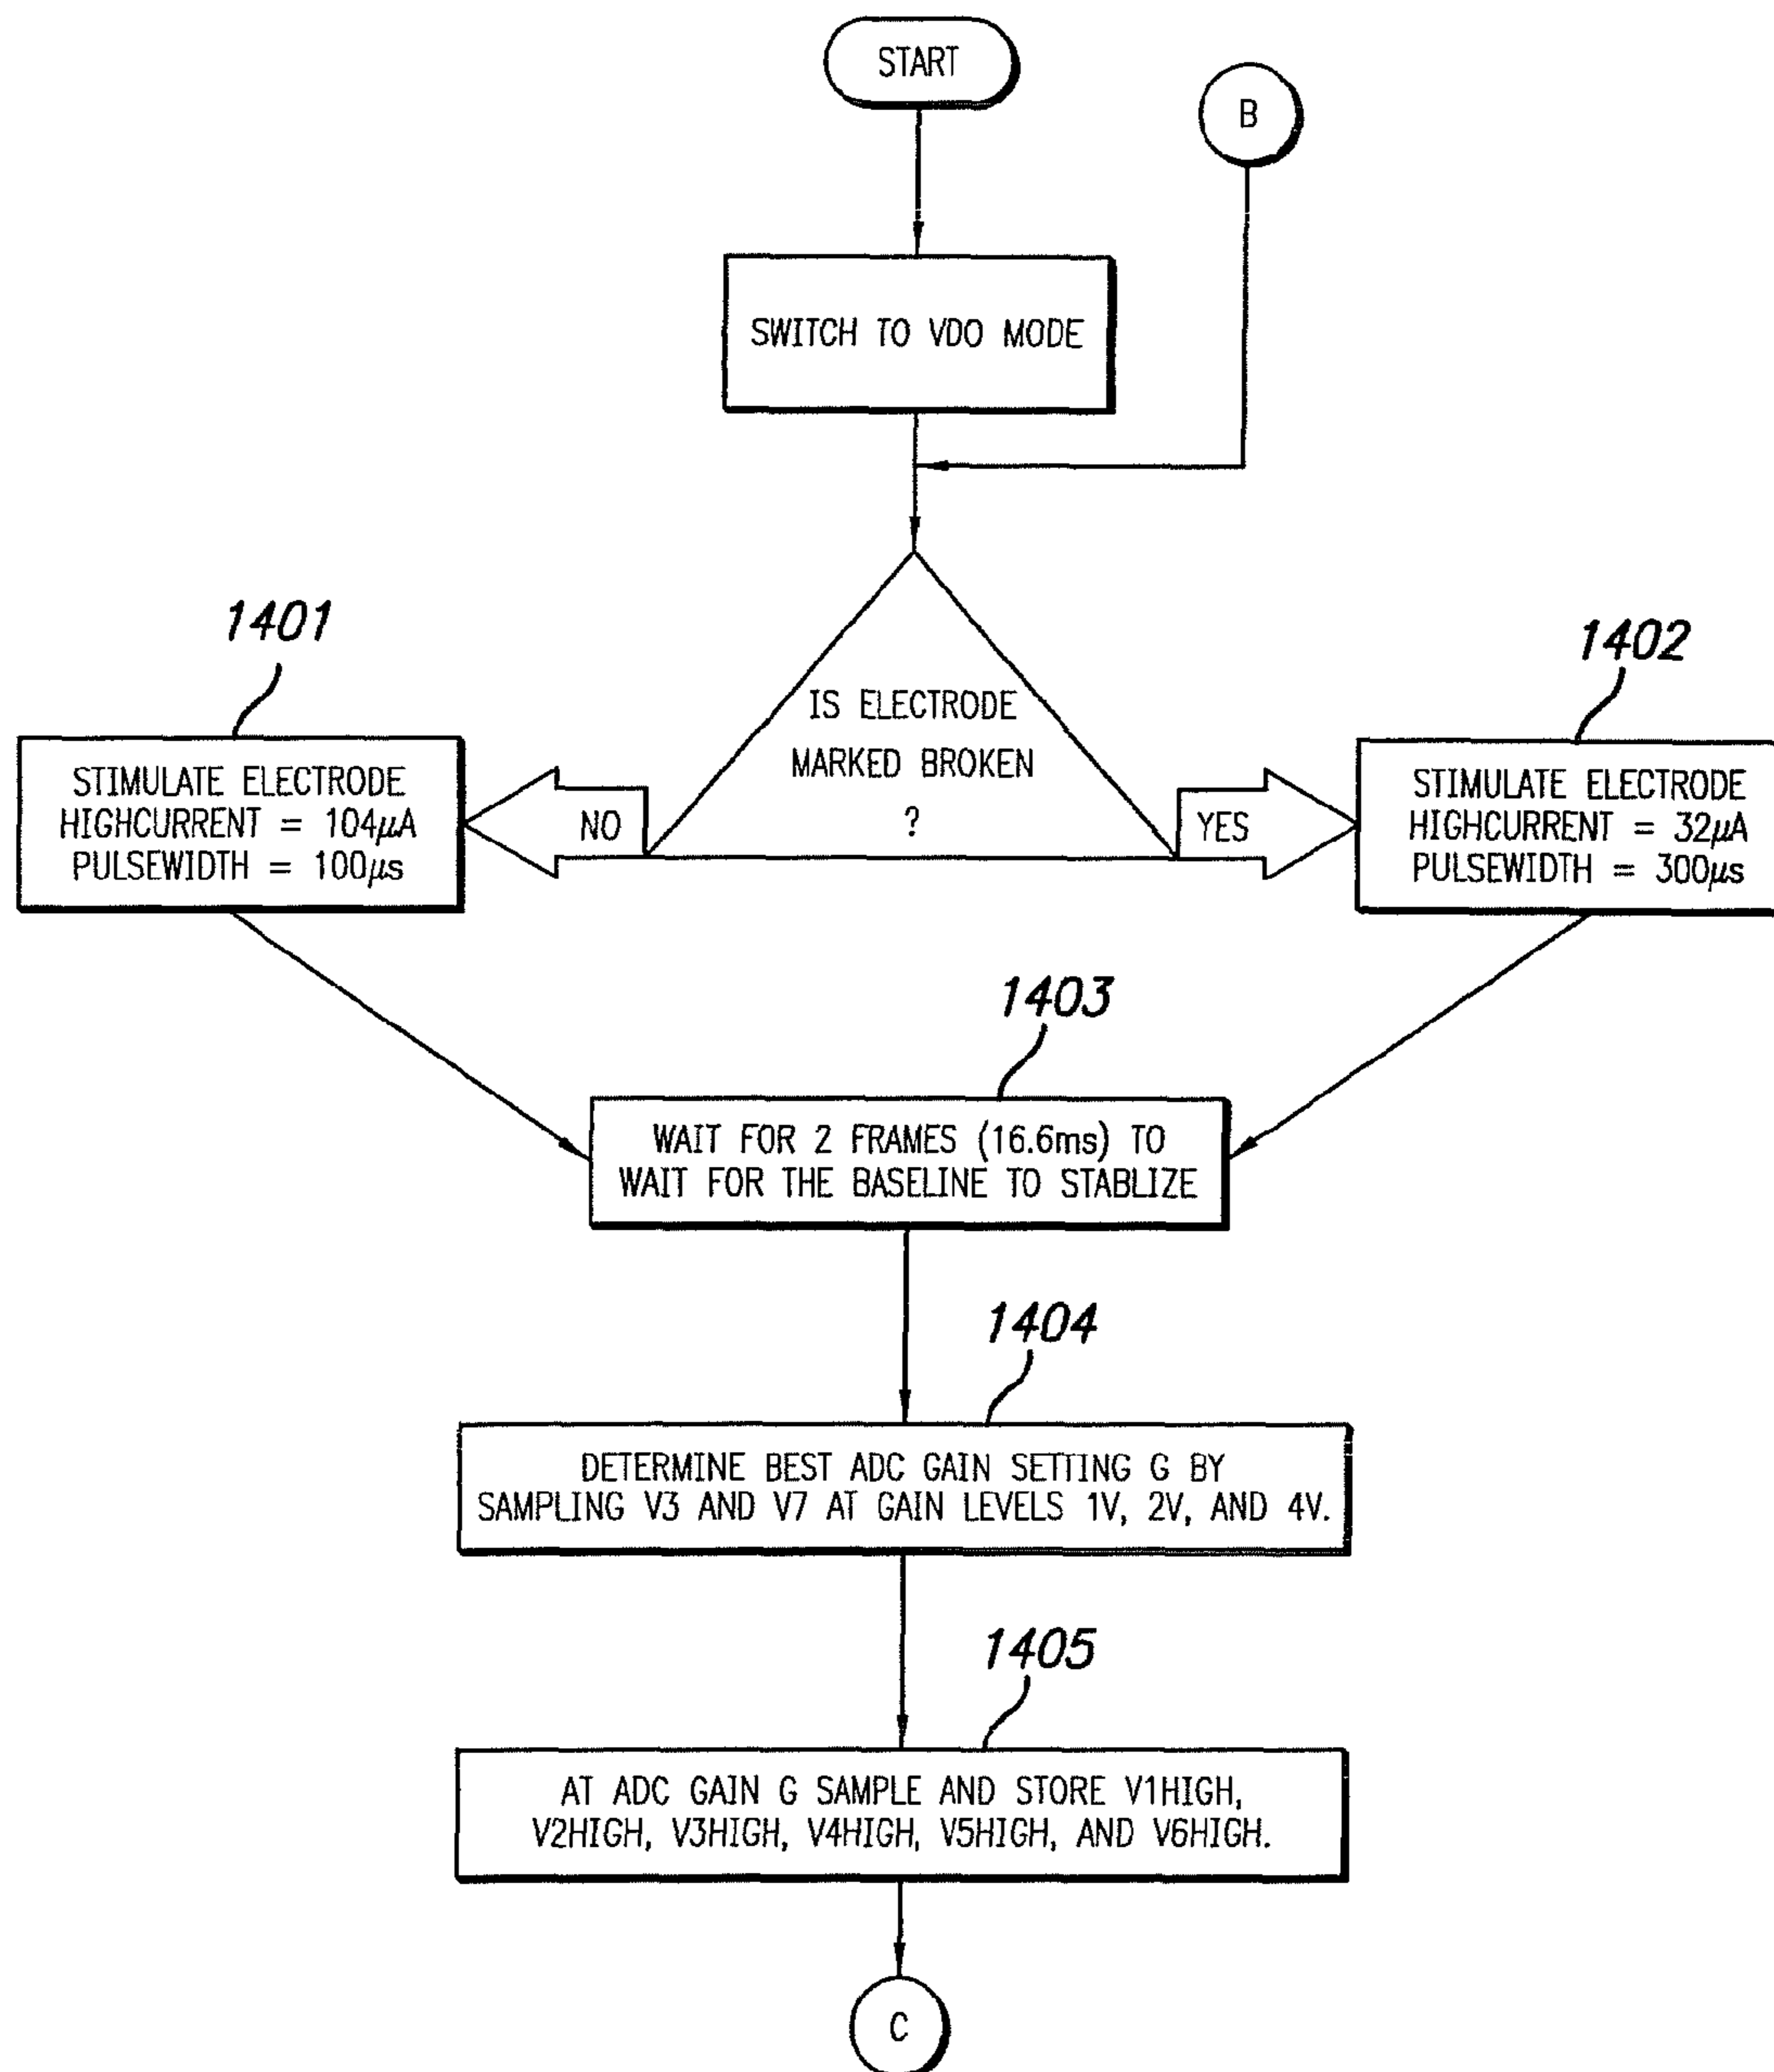 START
B
SWITCH TO VDO MODE
1401
1402
IS ELECTRODE
MARKED BROKEN
?
NO
YES
STIMULATE ELECTRODE
HIGHCURRENT = 104µA
PULSEWIDTH = 100µs
STIMULATE ELECTRODE
HIGHCURRENT = 32µA
PULSEWIDTH = 300µs
1403
WAIT FOR 2 FRAMES (16.6ms) TO
WAIT FOR THE BASELINE TO STABLIZE
1404
DETERMINE BEST ADC GAIN SETTING G BY
SAMPLING V3 AND V7 AT GAIN LEVELS 1V, 2V, AND 4V.
1405
AT ADC GAIN G SAMPLE AND STORE V1HIGH,
V2HIGH, V3HIGH, V4HIGH, V5HIGH, AND V6HIGH.
C